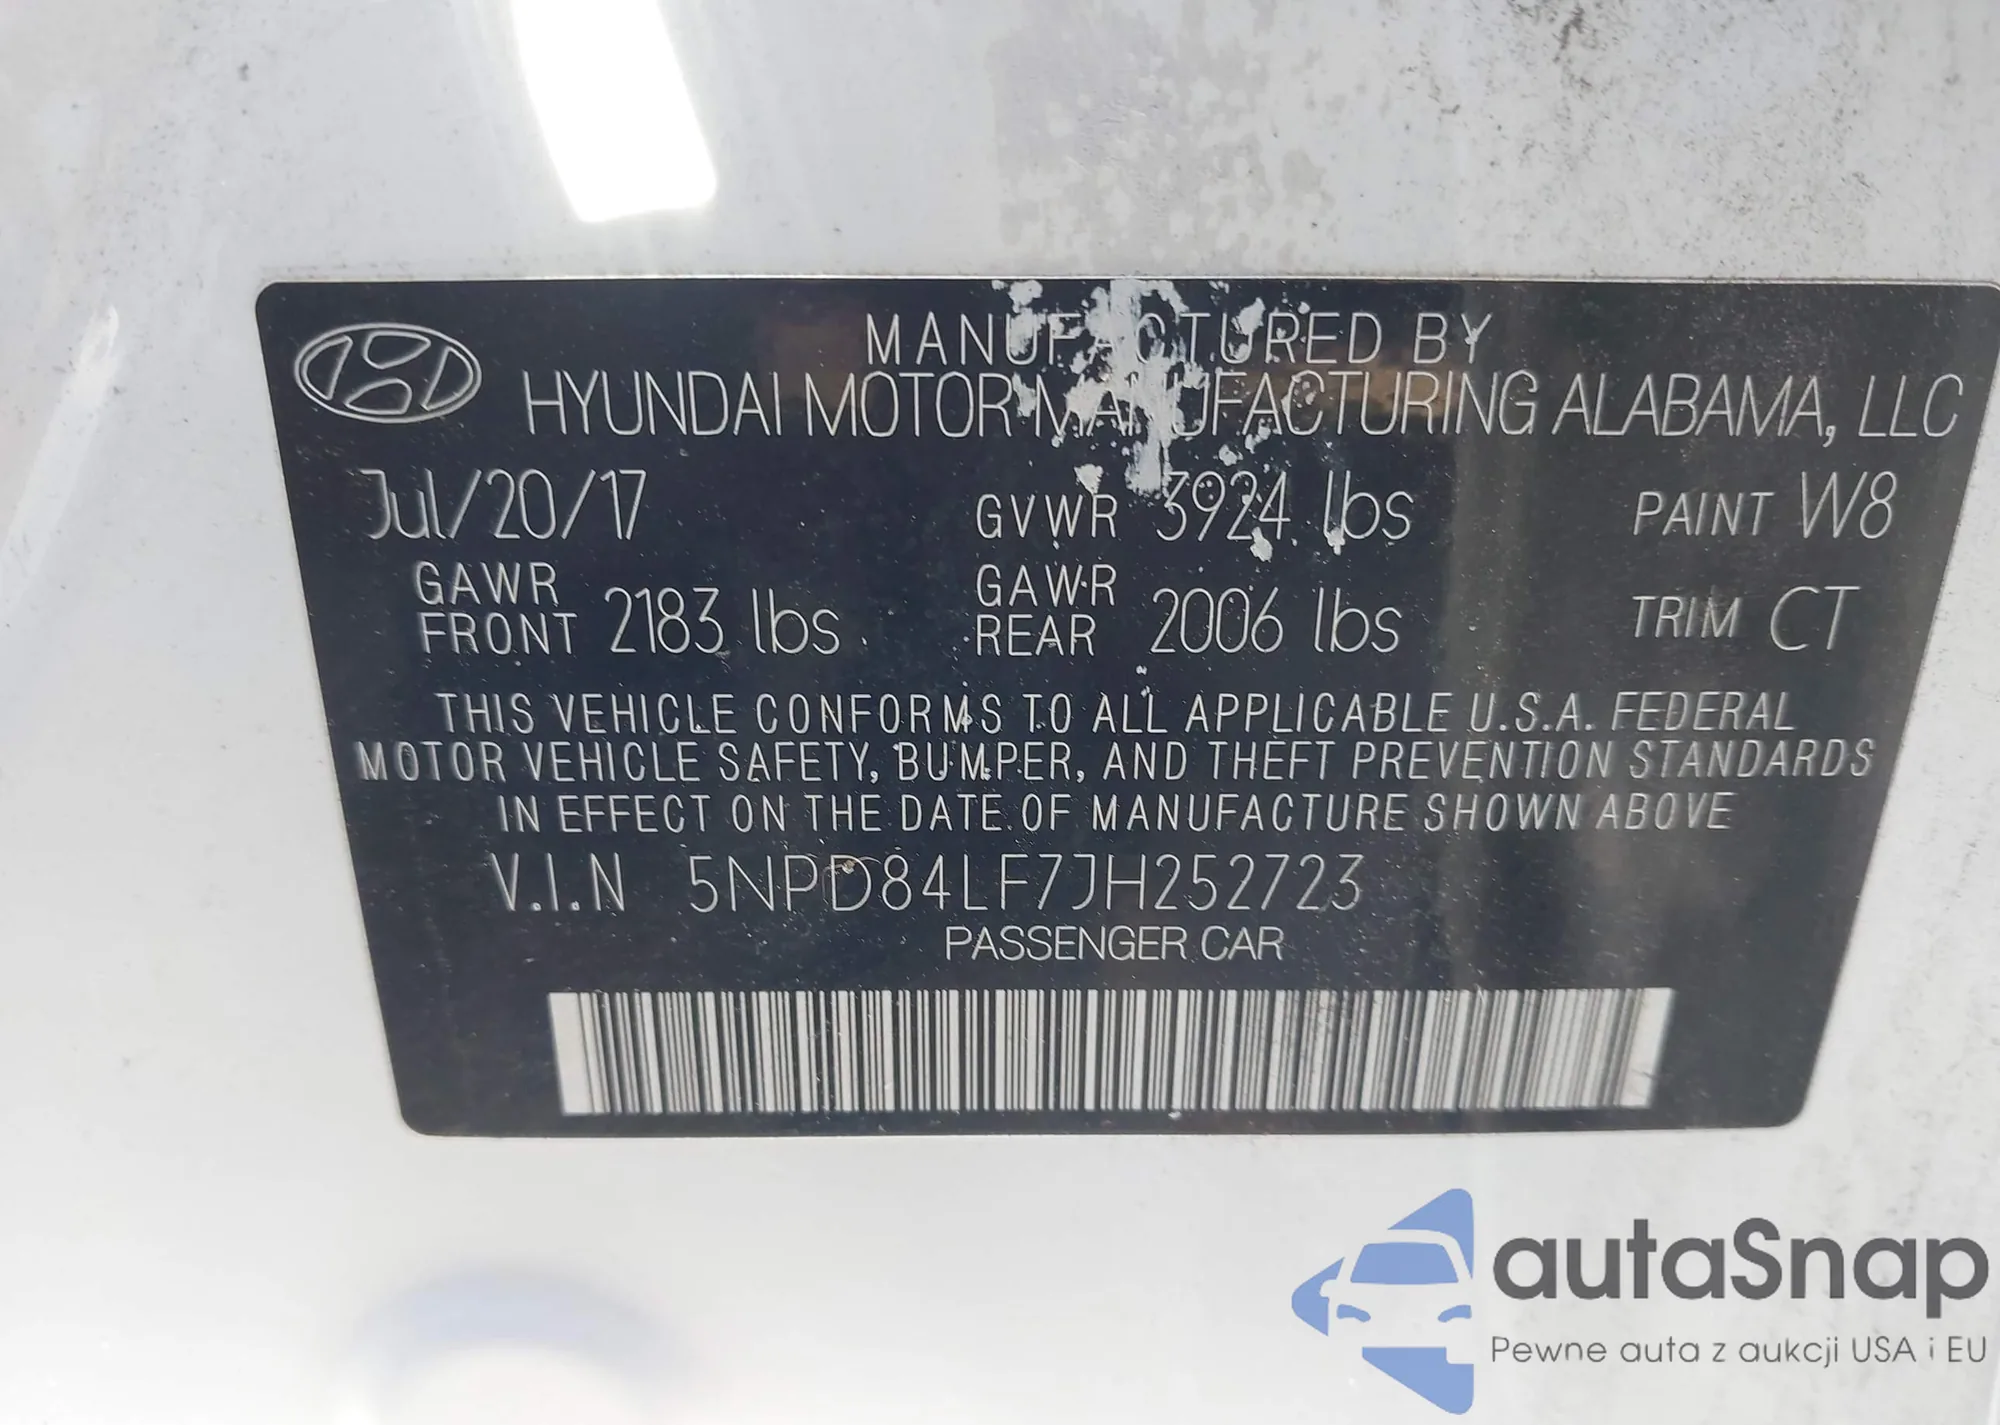 MANUFACTURED BY
HYUNDAI MOTOR MANUFACTURING ALABAMA, LLC
Jul/20/17 GVWR 3924 lbs PAINT W8
GAWR FRONT 2183 lbs GAWR REAR 2006 lbs TRIM CT
THIS VEHICLE CONFORMS TO ALL APPLICABLE U.S.A. FEDERAL
MOTOR VEHICLE SAFETY, BUMPER, AND THEFT PREVENTION STANDARDS
IN EFFECT ON THE DATE OF MANUFACTURE SHOWN ABOVE
V.I.N 5NPD84LF7JH252723
PASSENGER CAR
autoSnap
Pewne auta z aukcji USA i EU